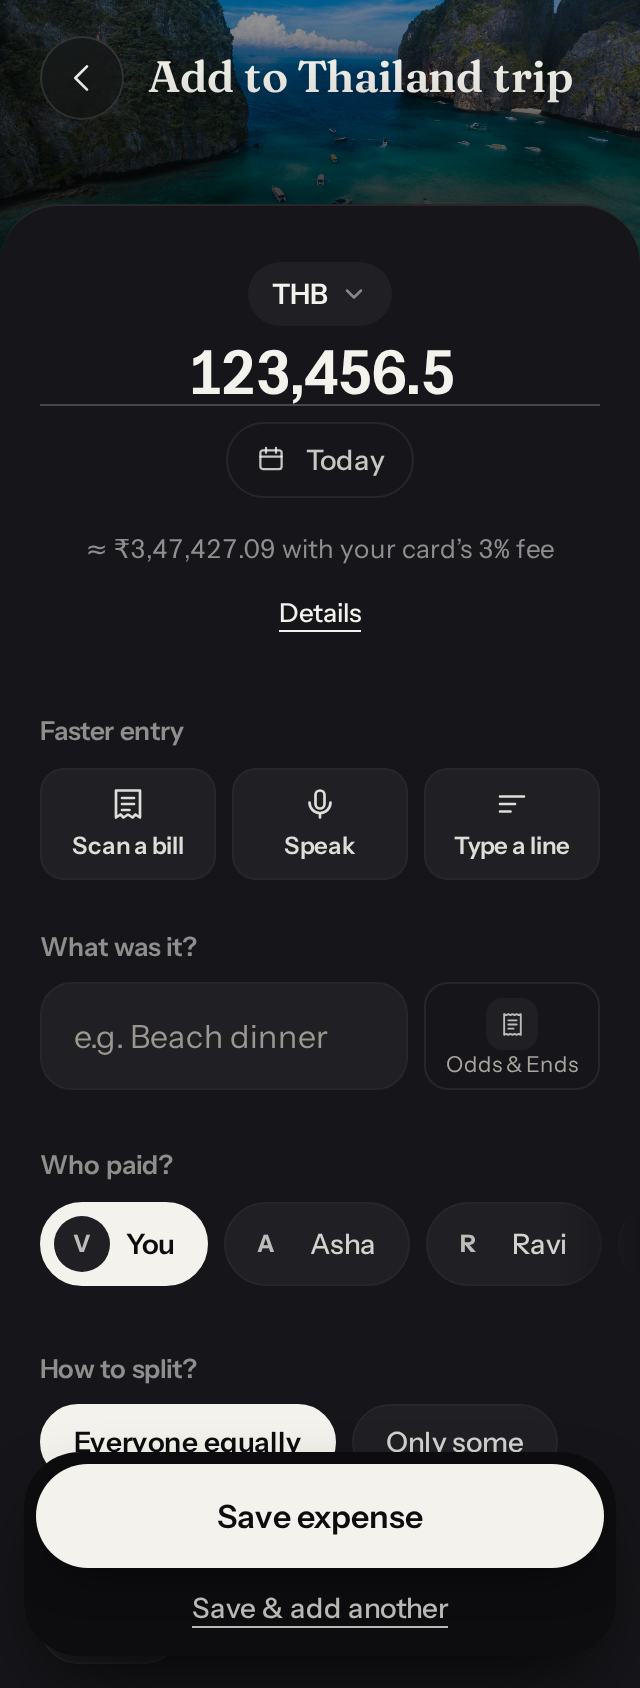 Add to Thailand trip
THB
123,456.5
Today
≈ ₹3,47,427.09 with your card’s 3% fee
Details
Faster entry
Scan a bill
Speak
Type a line
What was it?
e.g. Beach dinner
Odds & Ends
Who paid?
V You
A Asha
R Ravi
How to split?
Everyone equally
Only some
Save expense
Save & add another